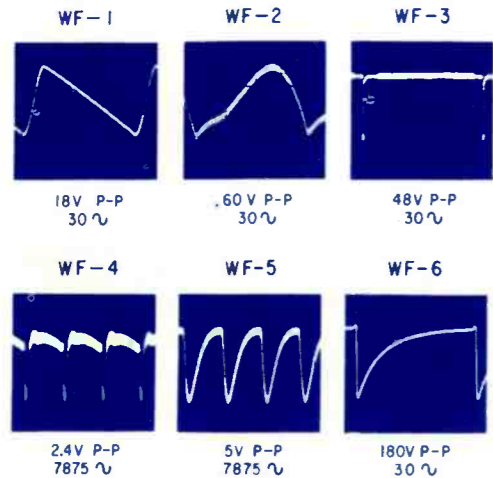 WF-1
WF-2
WF-3
18V P-P
30 ∿
.60V P-P
30 ∿
48V P-P
30 ∿
WF-4
WF-5
WF-6
2.4V P-P
7875 ∿
5V P-P
7875 ∿
180V P-P
30 ∿